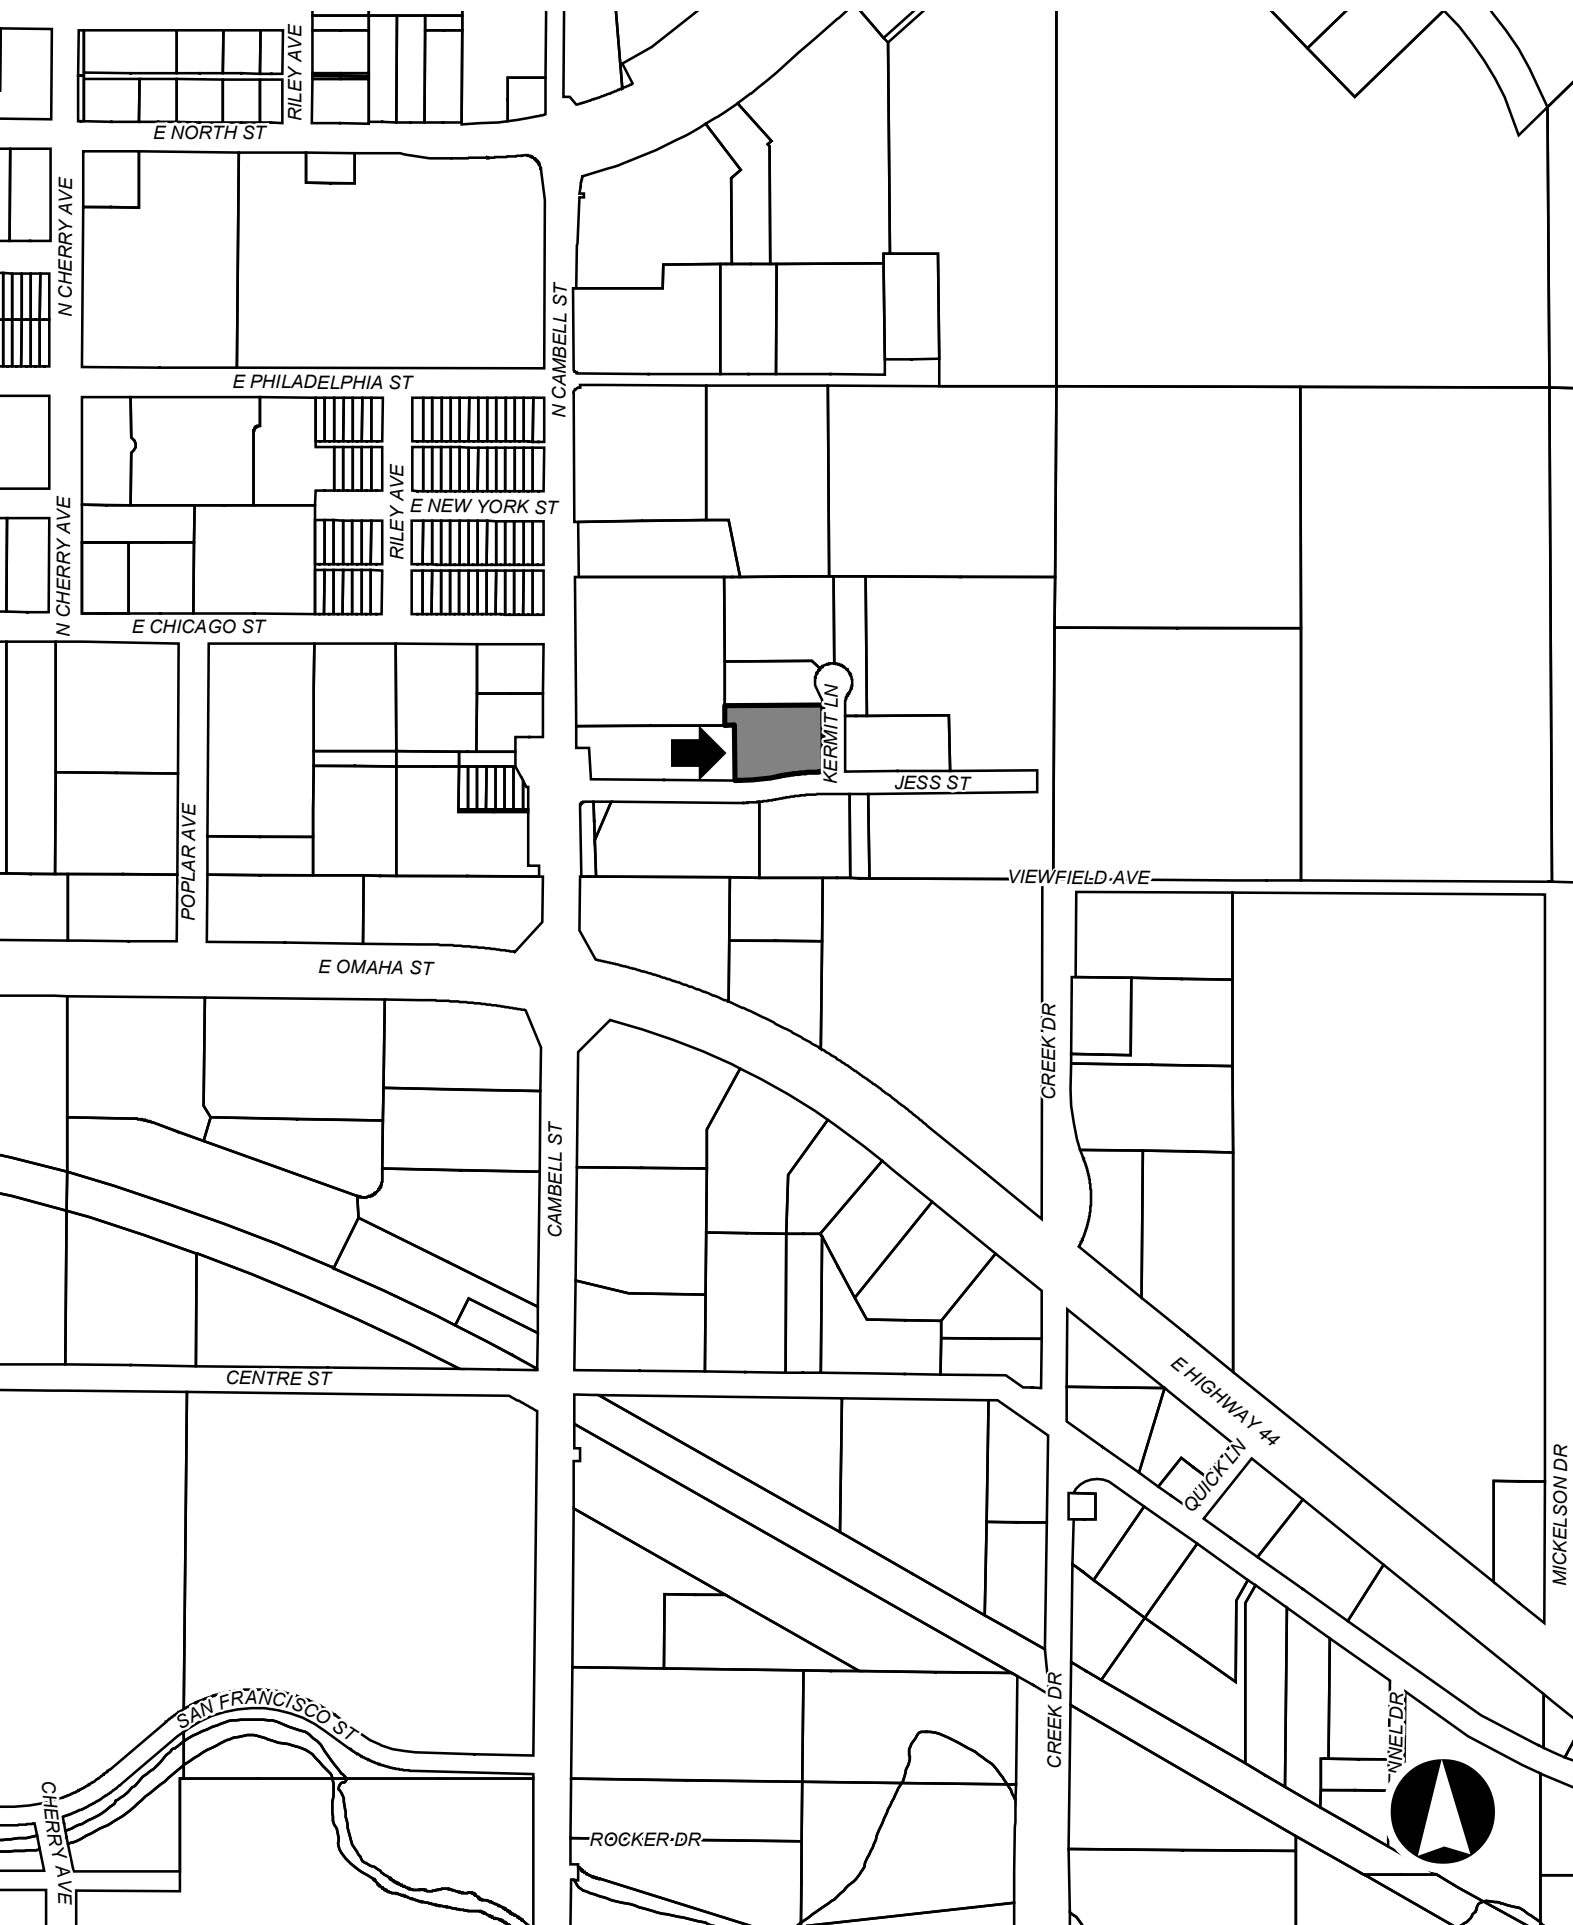 RILEY AVE
E NORTH ST
N CHERRY AVE
N CAMBELL ST
E PHILADELPHIA ST
RILEY AVE
E NEW YORK ST
N CHERRY AVE
E CHICAGO ST
KERMIT LN
JESS ST
POPLAR AVE
VIEWFIELD AVE
E OMAHA ST
CREEK DR
CAMBELL ST
CENTRE ST
E HIGHWAY 44
QUICK LN
MICKELSON DR
SAN FRANCISCO ST
CREEK DR
NNEL DR
CHERRY AVE
ROCKER DR